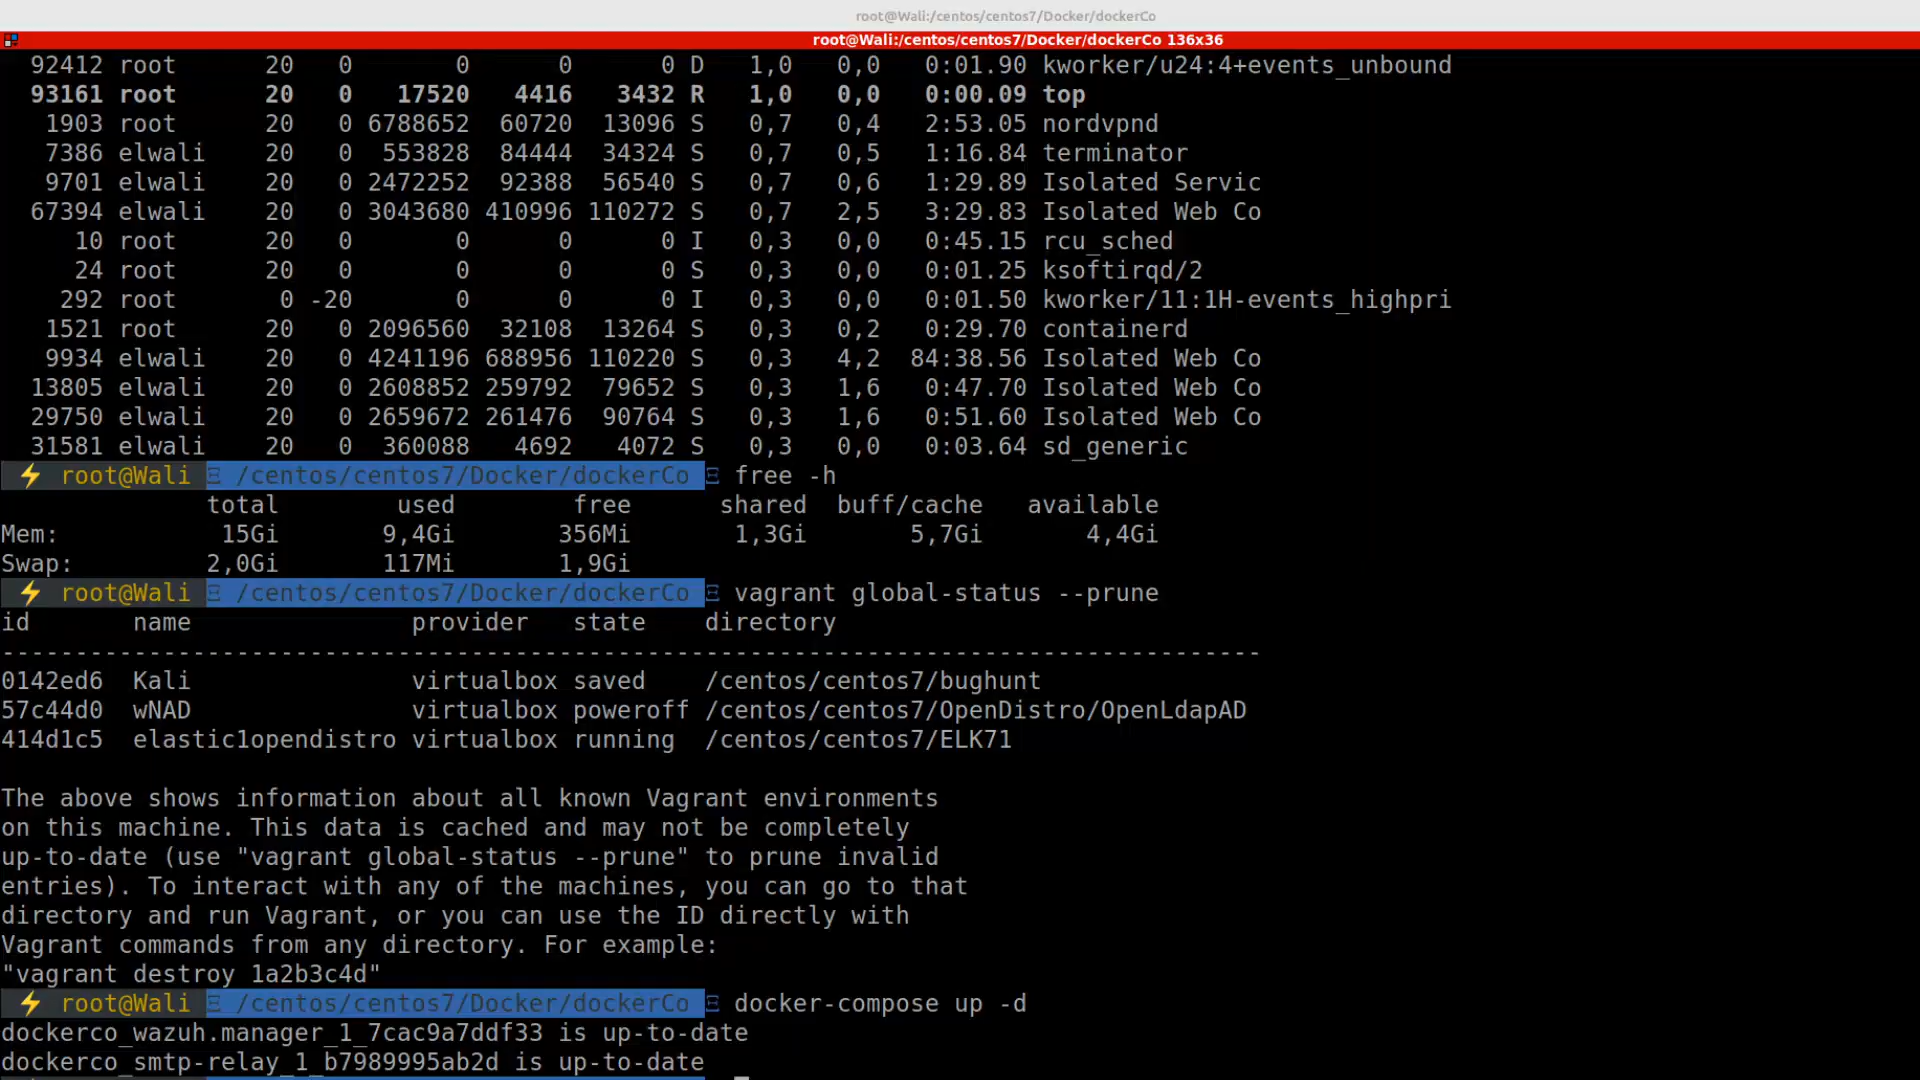 root@Wali:/centos/centos7/Docker/dockerCo
root@Wali:/centos/centos7/Docker/dockerCo 136x36
92412 root 20 0 0 0 0 D 1,0 0,0 0:01.90 kworker/u24:4+events_unbound
93161 root 20 0 17520 4416 3432 R 1,0 0,0 0:00.09 top
1903 root 20 0 6788652 60720 13096 S 0,7 0,4 2:53.05 nordvpnd
7386 elwali 20 0 553828 84444 34324 S 0,7 0,5 1:16.84 terminator
9701 elwali 20 0 2472252 92388 56540 S 0,7 0,6 1:29.89 Isolated Servic
67394 elwali 20 0 3043680 410996 110272 S 0,7 2,5 3:29.83 Isolated Web Co
10 root 20 0 0 0 0 I 0,3 0,0 0:45.15 rcu_sched
24 root 20 0 0 0 0 S 0,3 0,0 0:01.25 ksoftirqd/2
292 root 0 -20 0 0 0 I 0,3 0,0 0:01.50 kworker/11:1H-events_highpri
1521 root 20 0 2096560 32108 13264 S 0,3 0,2 0:29.70 containerd
9934 elwali 20 0 4241196 688956 110220 S 0,3 4,2 84:38.56 Isolated Web Co
13805 elwali 20 0 2608852 259792 79652 S 0,3 1,6 0:47.70 Isolated Web Co
29750 elwali 20 0 2659672 261476 90764 S 0,3 1,6 0:51.60 Isolated Web Co
31581 elwali 20 0 360088 4692 4072 S 0,3 0,0 0:03.64 sd_generic
⚡ root@Wali Ξ /centos/centos7/Docker/dockerCo Ξ free -h
total used free shared buff/cache available
Mem: 15Gi 9,4Gi 356Mi 1,3Gi 5,7Gi 4,4Gi
Swap: 2,0Gi 117Mi 1,9Gi
⚡ root@Wali Ξ /centos/centos7/Docker/dockerCo Ξ vagrant global-status --prune
id name provider state directory
--------------------------------------------------------------------------------------
0142ed6 Kali virtualbox saved /centos/centos7/bughunt
57c44d0 wNAD virtualbox poweroff /centos/centos7/OpenDistro/OpenLdapAD
414d1c5 elastic1opendistro virtualbox running /centos/centos7/ELK71
The above shows information about all known Vagrant environments
on this machine. This data is cached and may not be completely
up-to-date (use "vagrant global-status --prune" to prune invalid
entries). To interact with any of the machines, you can go to that
directory and run Vagrant, or you can use the ID directly with
Vagrant commands from any directory. For example:
"vagrant destroy 1a2b3c4d"
⚡ root@Wali Ξ /centos/centos7/Docker/dockerCo Ξ docker-compose up -d
dockerco_wazuh.manager_1_7cac9a7ddf33 is up-to-date
dockerco_smtp-relay_1_b7989995ab2d is up-to-date